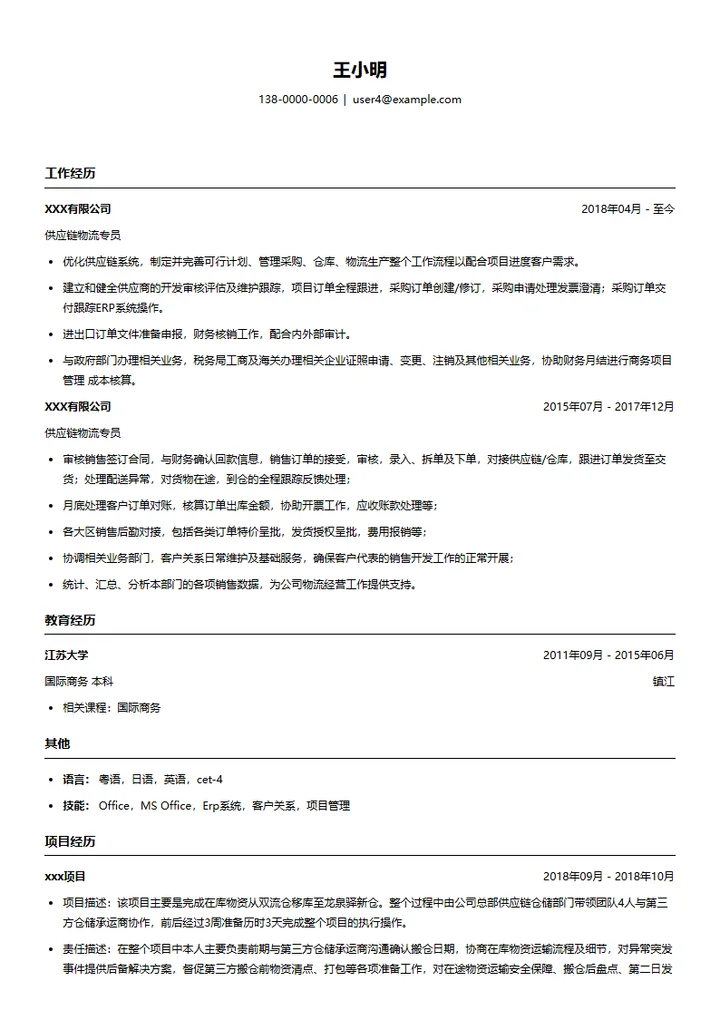 王小明
138-0000-0006 | user4@example.com
工作经历
XXX有限公司 2018年04月 - 至今
供应链物流专员
• 优化供应链系统，制定并完善可行计划、管理采购、仓库、物流生产整个工作流程以配合项目进度客户需求。
• 建立和健全供应商的开发审核评估及维护跟踪，项目订单全程跟进，采购订单创建/修订，采购申请处理发票澄清；采购订单交
付跟踪ERP系统操作。
• 进出口订单文件准备申报，财务核销工作，配合内外部审计。
• 与政府部门办理相关业务，税务局工商及海关办理相关企业证照申请、变更、注销及其他相关业务，协助财务月结进行商务项目
管理 成本核算。
XXX有限公司 2015年07月 - 2017年12月
供应链物流专员
• 审核销售签订合同，与财务确认回款信息，销售订单的接受，审核，录入、拆单及下单，对接供应链/仓库，跟进订单发货至交
货；处理配送异常，对货物在途，到仓的全程跟踪反馈处理；
• 月底处理客户订单对账，核算订单出库金额，协助开票工作，应收账款处理等；
• 各大区销售后勤对接，包括各类订单特价呈批，发货授权呈批，费用报销等；
• 协调相关业务部门，客户关系日常维护及基础服务，确保客户代表的销售开发工作的正常开展；
• 统计、汇总、分析本部门的各项销售数据，为公司物流经营工作提供支持。
教育经历
江苏大学 2011年09月 - 2015年06月
国际商务 本科 镇江
• 相关课程：国际商务
其他
• 语言： 粤语，日语，英语，cet-4
• 技能： Office，MS Office，Erp系统，客户关系，项目管理
项目经历
xxx项目 2018年09月 - 2018年10月
• 项目描述：该项目主要是完成在库物资从双流仓移库至龙泉驿新仓。整个过程中由公司总部供应链仓储部门带领团队4人与第三
方仓储承运商协作，前后经过3周准备历时3天完成整个项目的执行操作。
• 责任描述：在整个项目中本人主要负责前期与第三方仓储承运商沟通确认搬仓日期，协商在库物资运输流程及细节，对异常突发
事件提供后备解决方案，督促第三方搬仓前物资清点、打包等各项准备工作，对在途物资运输安全保障、搬仓后盘点、第二日发